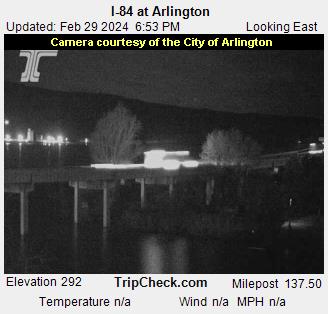 I-84 at Arlington
Updated: Feb 29 2024 6:53 PM Looking East
Camera courtesy of the City of Arlington
Elevation 292 TripCheck.com Milepost 137.50
Temperature n/a Wind n/a MPH n/a